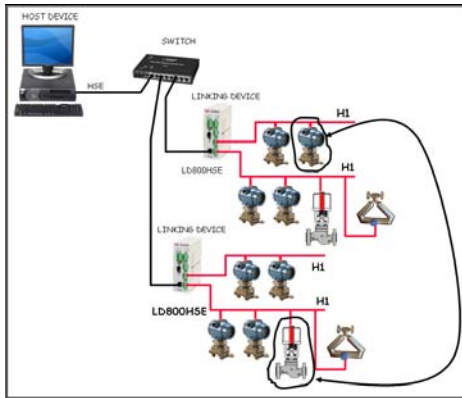 HOST DEVICE
SWITCH
HSE
LINKING DEVICE
H1
H1
LD800HSE
LINKING DEVICE
H1
LD800HSE
H1